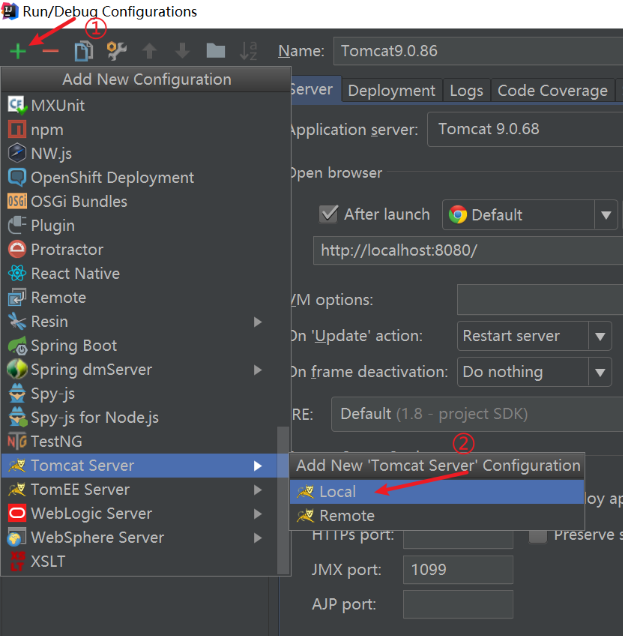 Run/Debug Configurations
①
Name: Tomcat9.0.86
Add New Configuration
MXUnit
npm
NW.js
OpenShift Deployment
OSGi Bundles
Plugin
Protractor
React Native
Remote
Resin
Spring Boot
Spring dmServer
Spy-js
Spy-js for Node.js
TestNG
Tomcat Server
TomEE Server
WebLogic Server
WebSphere Server
XSLT
Server Deployment Logs Code Coverage
Application server: Tomcat 9.0.68
Open browser
After launch Default
http://localhost:8080/
VM options:
On 'Update' action: Restart server
On frame deactivation: Do nothing
RE: Default (1.8 - project SDK)
②
Add New 'Tomcat Server' Configuration
Local
Remote
HTTPs port: Preserve s
JMX port: 1099
AJP port: